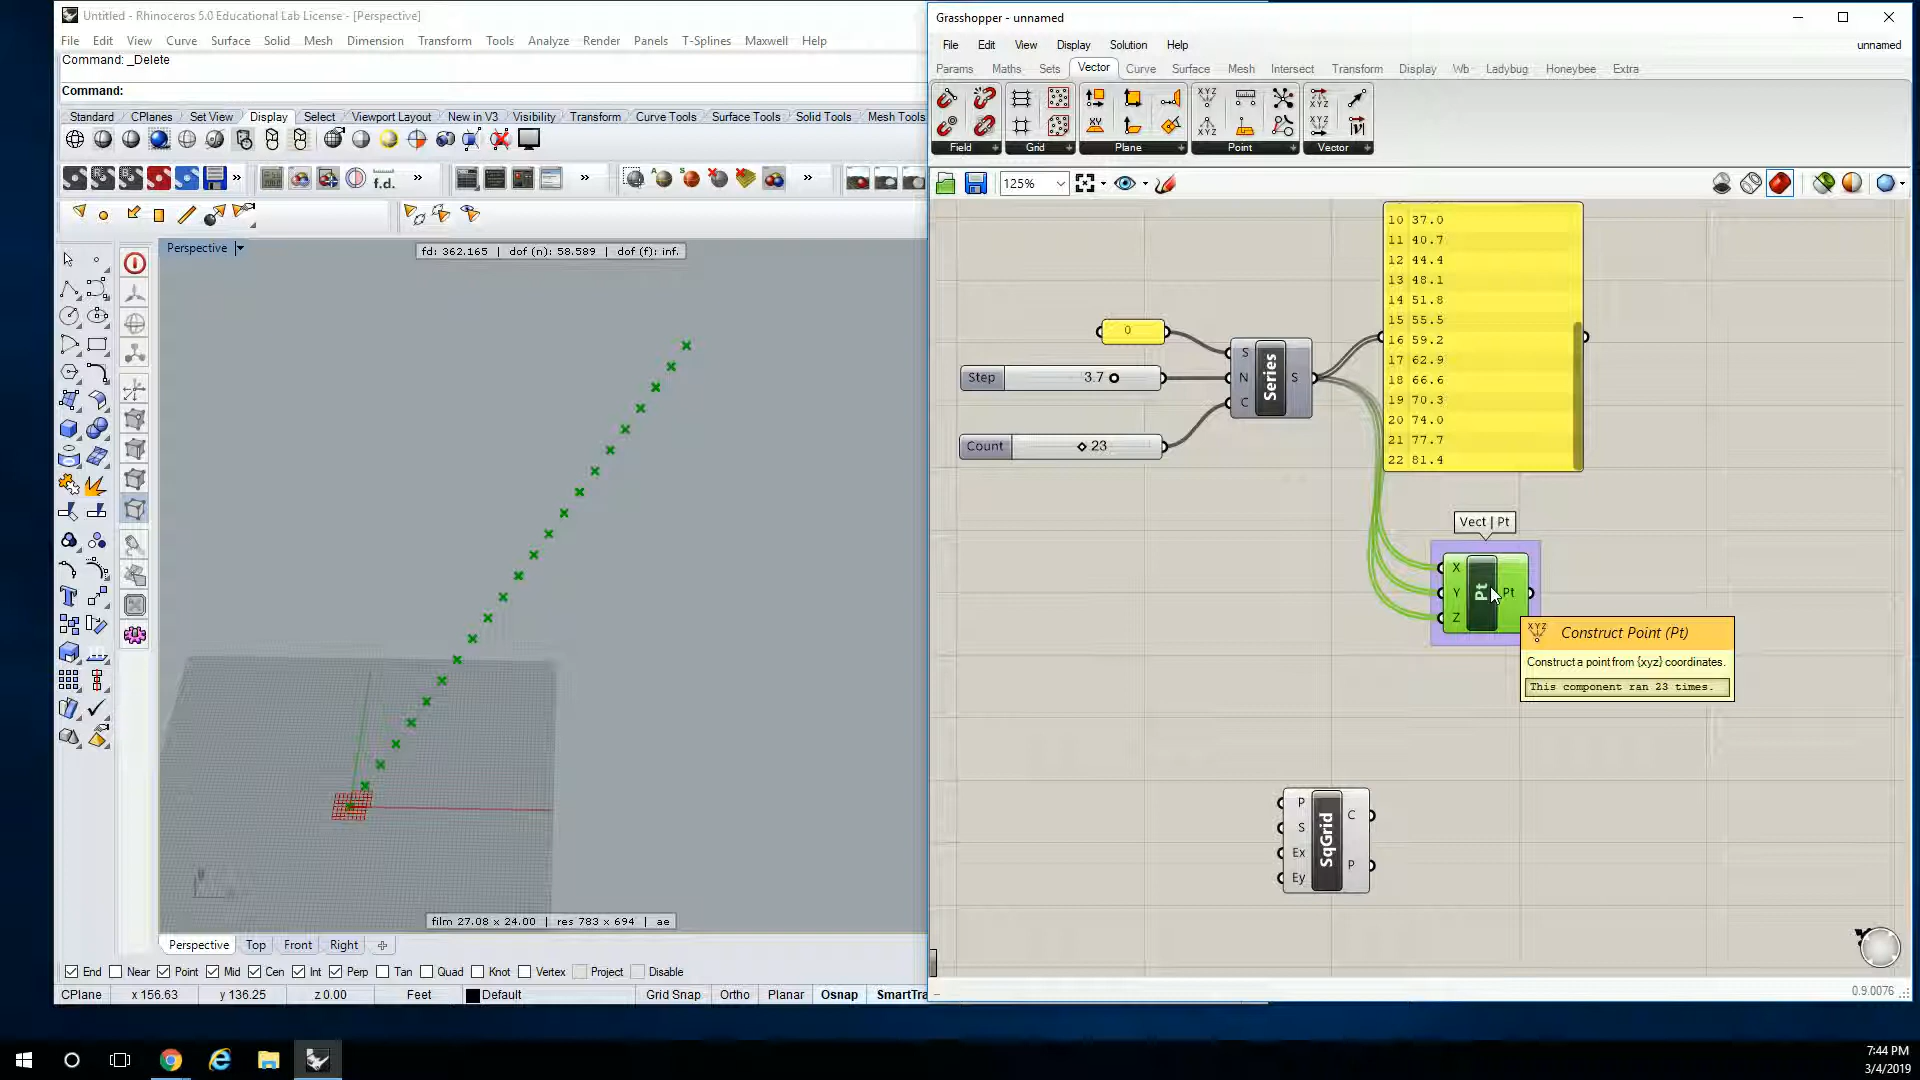 Untitled - Rhinoceros 5.0 Educational Lab License - [Perspective]
File Edit View Curve Surface Solid Mesh Dimension Transform Tools Analyze Render Panels T-Splines Maxwell Help
Command: _Delete
Command:
Standard CPlanes Set View Display Select Viewport Layout New in V3 Visibility Transform Curve Tools Surface Tools Solid Tools Mesh Tools
f.d.
Perspective
fd: 362.165 | dof (n): 58.589 | dof (f): inf.
film 27.08 x 24.00 | res 783 x 694 | ae
Perspective Top Front Right
End Near Point Mid Cen Int Perp Tan Quad Knot Vertex Project Disable
CPlane x 156.63 y 136.25 z 0.00 Feet Default Grid Snap Ortho Planar Osnap SmartTra
Grasshopper - unnamed
File Edit View Display Solution Help unnamed
Params Maths Sets Vector Curve Surface Mesh Intersect Transform Display Wb Ladybug Honeybee Extra
Field Grid Plane Point Vector
125%
10 37.0
11 40.7
12 44.4
13 48.1
14 51.8
15 55.5
16 59.2
17 62.9
18 66.6
19 70.3
20 74.0
21 77.7
22 81.4
0
Step 3.7
Count 23
S
N
C
Series
S
Vect | Pt
X
Y
Z
Pt
Pt
Construct Point (Pt)
Construct a point from {xyz} coordinates.
This component ran 23 times.
P
S
Ex
Ey
SqGrid
C
P
0.9.0076
7:44 PM
3/4/2019